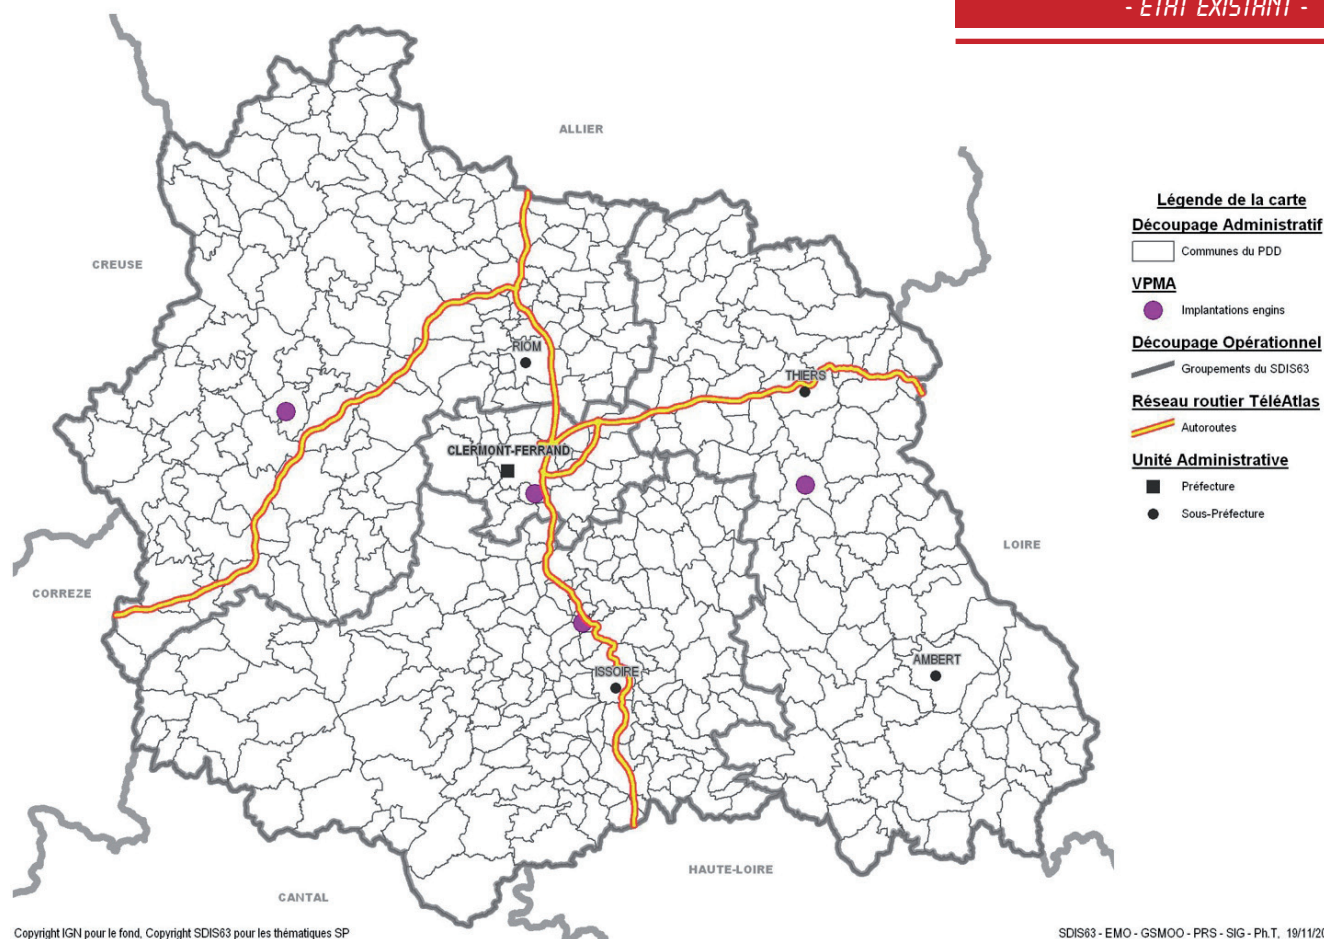 - ETAT EXISTANT -
ALLIER
CREUSE
RIOM
THIERS
CLERMONT-FERRAND
LOIRE
CORREZE
AMBERT
ISSOIRE
HAUTE-LOIRE
CANTAL
Légende de la carte
Découpage Administratif
Communes du PDD
VPMA
Implantations engins
Découpage Opérationnel
Groupements du SDIS63
Réseau routier TéléAtlas
Autoroutes
Unité Administrative
Préfecture
Sous-Préfecture
Copyright IGN pour le fond, Copyright SDIS63 pour les thématiques SP
SDIS63 - EMO - GSMOO - PRS - SIG - Ph.T, 19/11/20